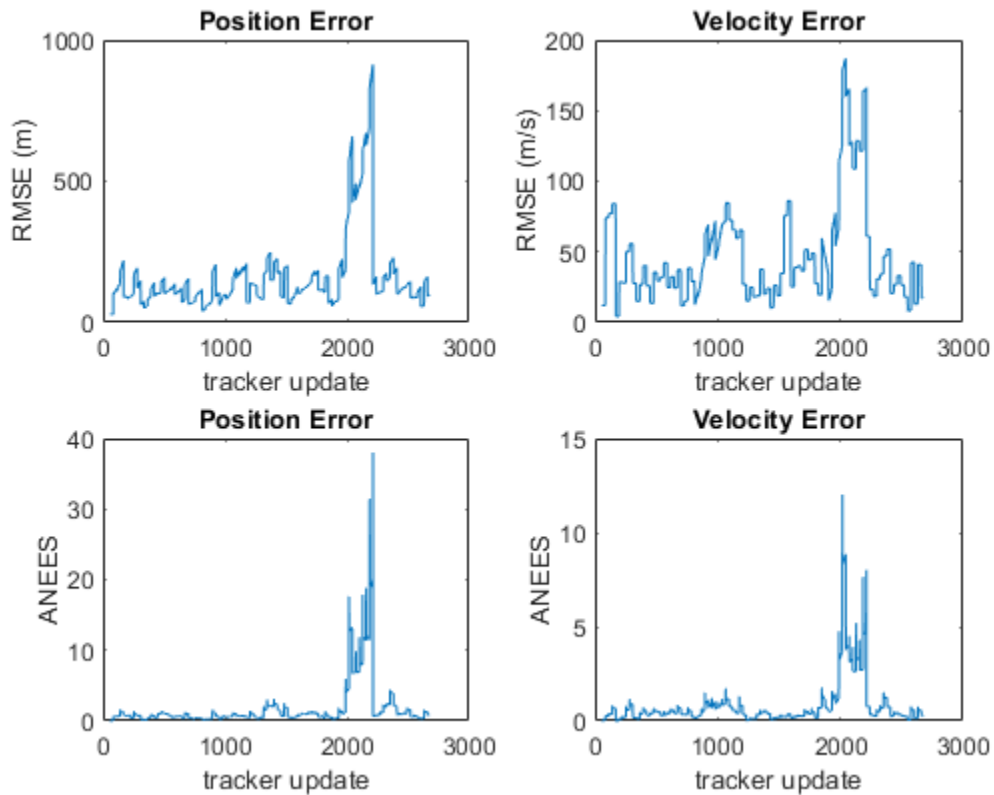 Position Error
RMSE (m)
1000
500
0
0 1000 2000 3000
tracker update
Velocity Error
RMSE (m/s)
200
150
100
50
0
0 1000 2000 3000
tracker update
Position Error
ANEES
40
30
20
10
0
0 1000 2000 3000
tracker update
Velocity Error
ANEES
15
10
5
0
0 1000 2000 3000
tracker update